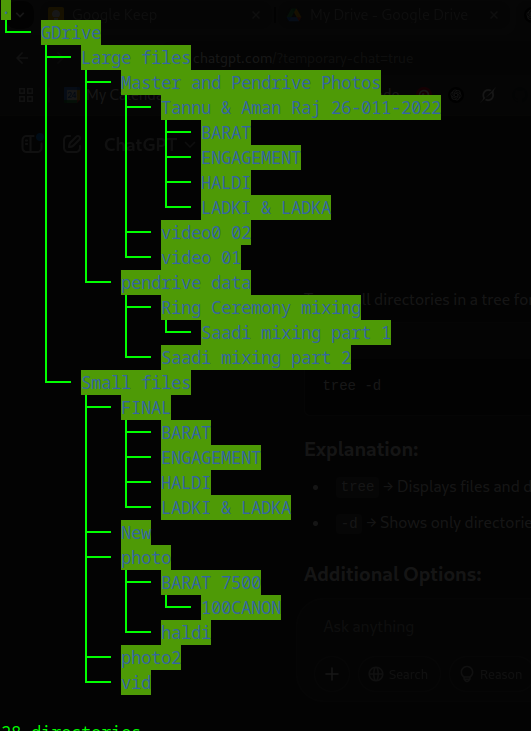 .
Google Keep
My Drive – Google Drive
└── GDrive
├── Large files
chatgpt.com/?temporary-chat=true
│   ├── Master and Pendrive Photos
My
│   │   ├── Tannu & Aman Raj 26-011-2022
│   │   │   ├── BARAT
ChatGPT
│   │   │   ├── ENGAGEMENT
│   │   │   ├── HALDI
│   │   │   └── LADKI & LADKA
│   │   ├── video0 02
│   │   └── video 01
│   └── pendrive data
│       ├── Ring Ceremony mixing
ll directories in a tree fo
│       │   └── Saadi mixing part 1
│       └── Saadi mixing part 2
└── Small files
tree -d
├── FINAL
│   ├── BARAT
│   ├── ENGAGEMENT
Explanation:
│   ├── HALDI
• tree → Displays files and d
│   └── LADKI & LADKA
• -d → Shows only directorie
├── New
├── photo
Additional Options:
│   ├── BARAT 7500
│   │   └── 100CANON
│   └── haldi
Ask anything
├── photo2
+ Search Reason
└── vid
directories